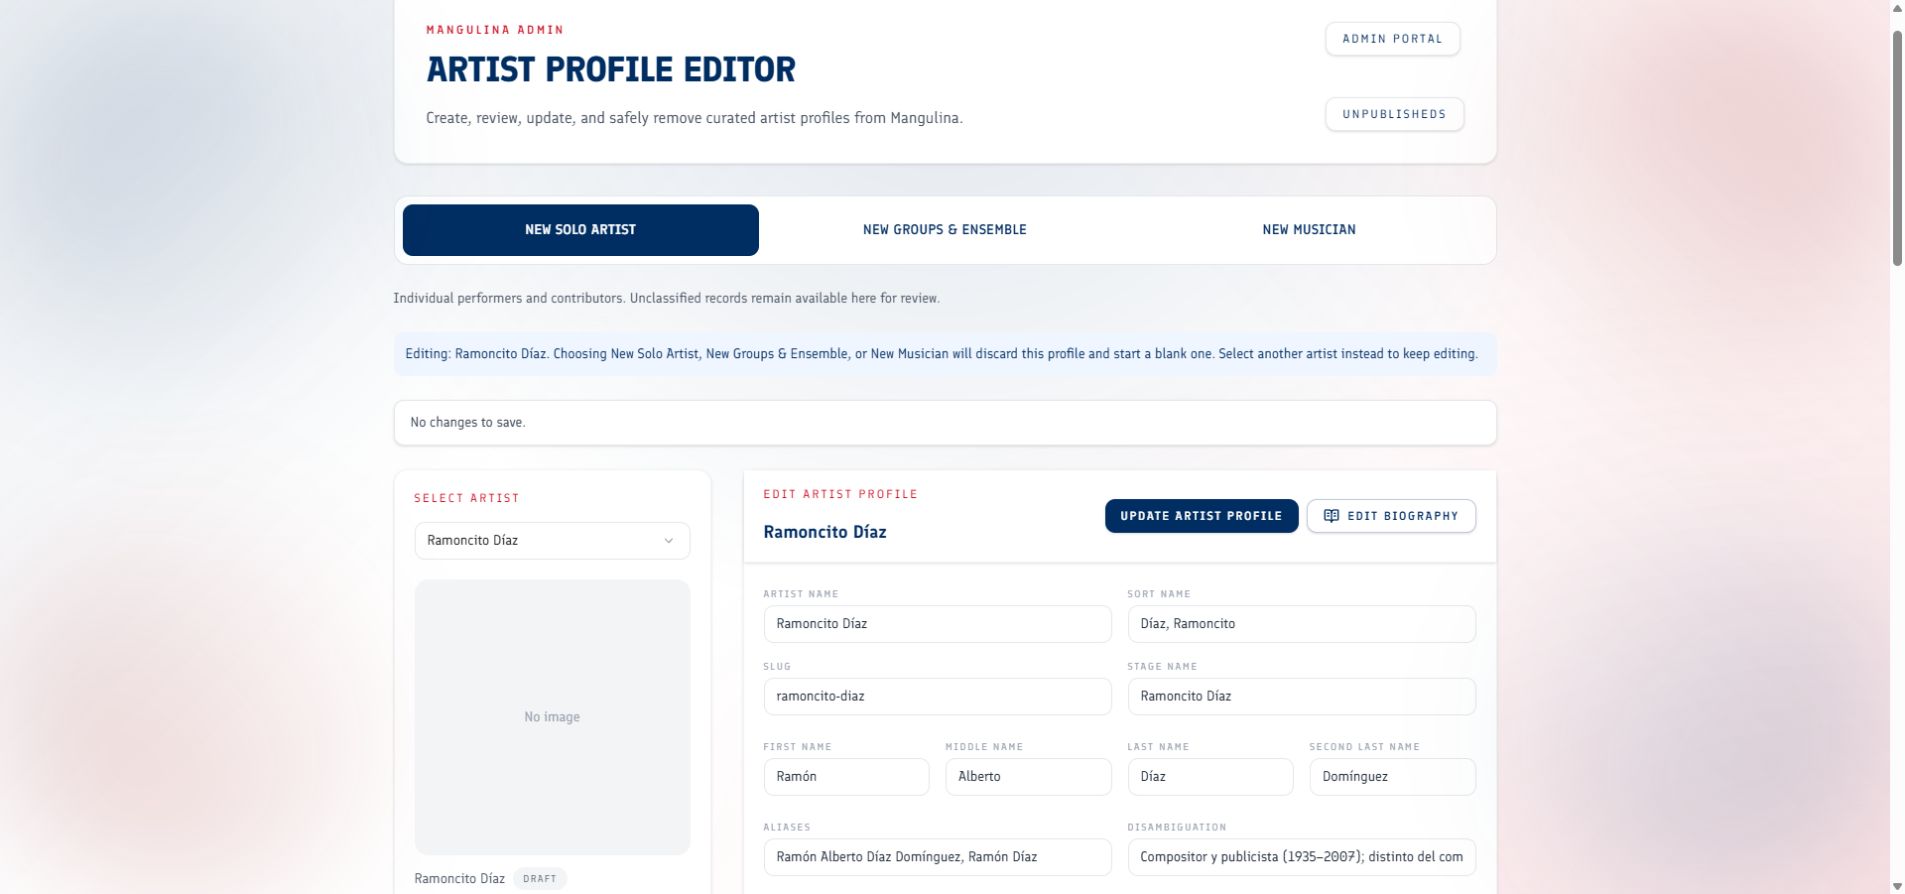 MANGULINA ADMIN
ARTIST PROFILE EDITOR
Create, review, update, and safely remove curated artist profiles from Mangulina.
ADMIN PORTAL
UNPUBLISHEDS
NEW SOLO ARTIST
NEW GROUPS & ENSEMBLE
NEW MUSICIAN
Individual performers and contributors. Unclassified records remain available here for review.
Editing: Ramoncito Díaz. Choosing New Solo Artist, New Groups & Ensemble, or New Musician will discard this profile and start a blank one. Select another artist instead to keep editing.
No changes to save.
SELECT ARTIST
Ramoncito Díaz
No image
Ramoncito Díaz DRAFT
EDIT ARTIST PROFILE
Ramoncito Díaz
UPDATE ARTIST PROFILE
EDIT BIOGRAPHY
ARTIST NAME
Ramoncito Díaz
SORT NAME
Díaz, Ramoncito
SLUG
ramoncito-diaz
STAGE NAME
Ramoncito Díaz
FIRST NAME
Ramón
MIDDLE NAME
Alberto
LAST NAME
Díaz
SECOND LAST NAME
Domínguez
ALIASES
Ramón Alberto Díaz Domínguez, Ramón Díaz
DISAMBIGUATION
Compositor y publicista (1935–2007); distinto del com